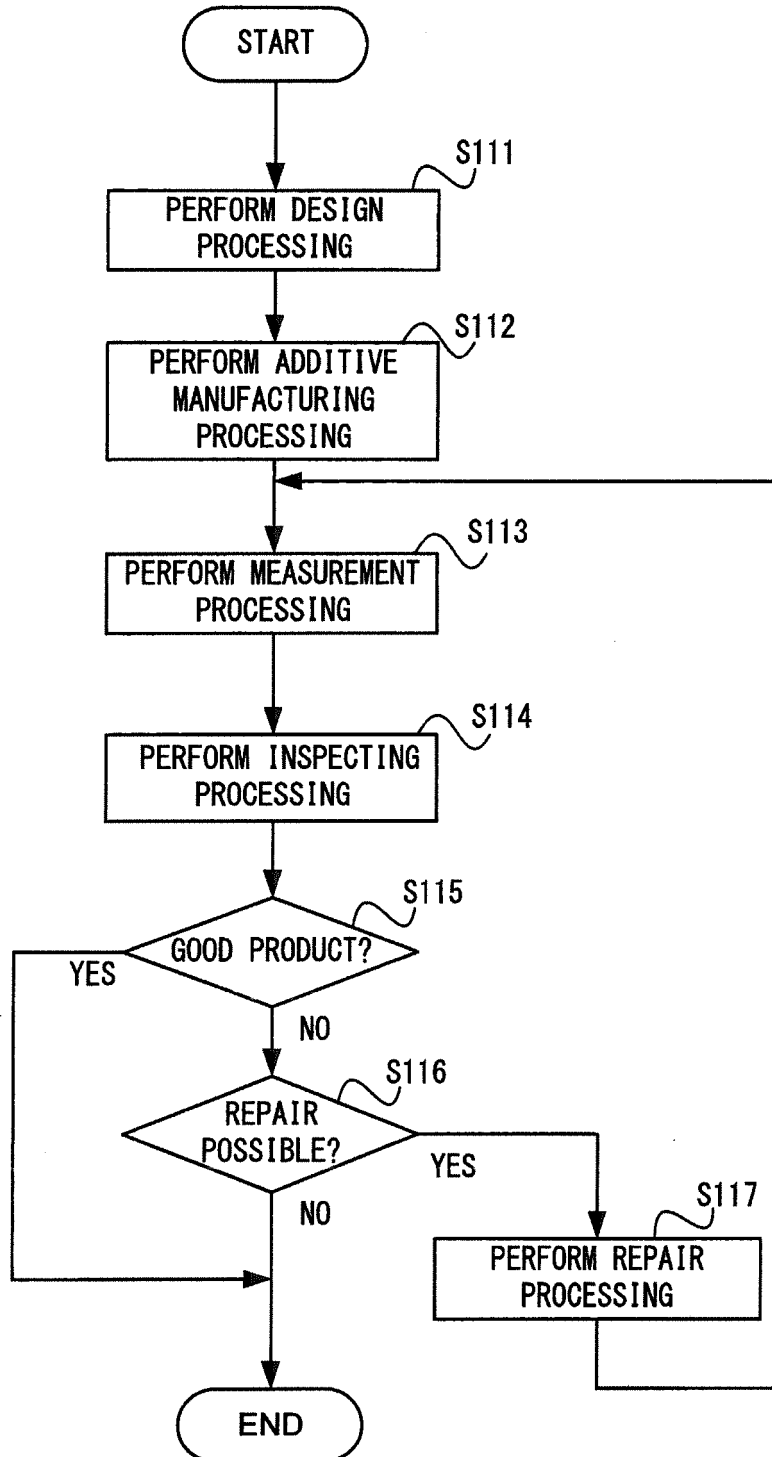 START
S111
PERFORM DESIGN
PROCESSING
S112
PERFORM ADDITIVE
MANUFACTURING
PROCESSING
S113
PERFORM MEASUREMENT
PROCESSING
S114
PERFORM INSPECTING
PROCESSING
S115
GOOD PRODUCT?
YES
NO
S116
REPAIR
POSSIBLE?
YES
NO
S117
PERFORM REPAIR
PROCESSING
END